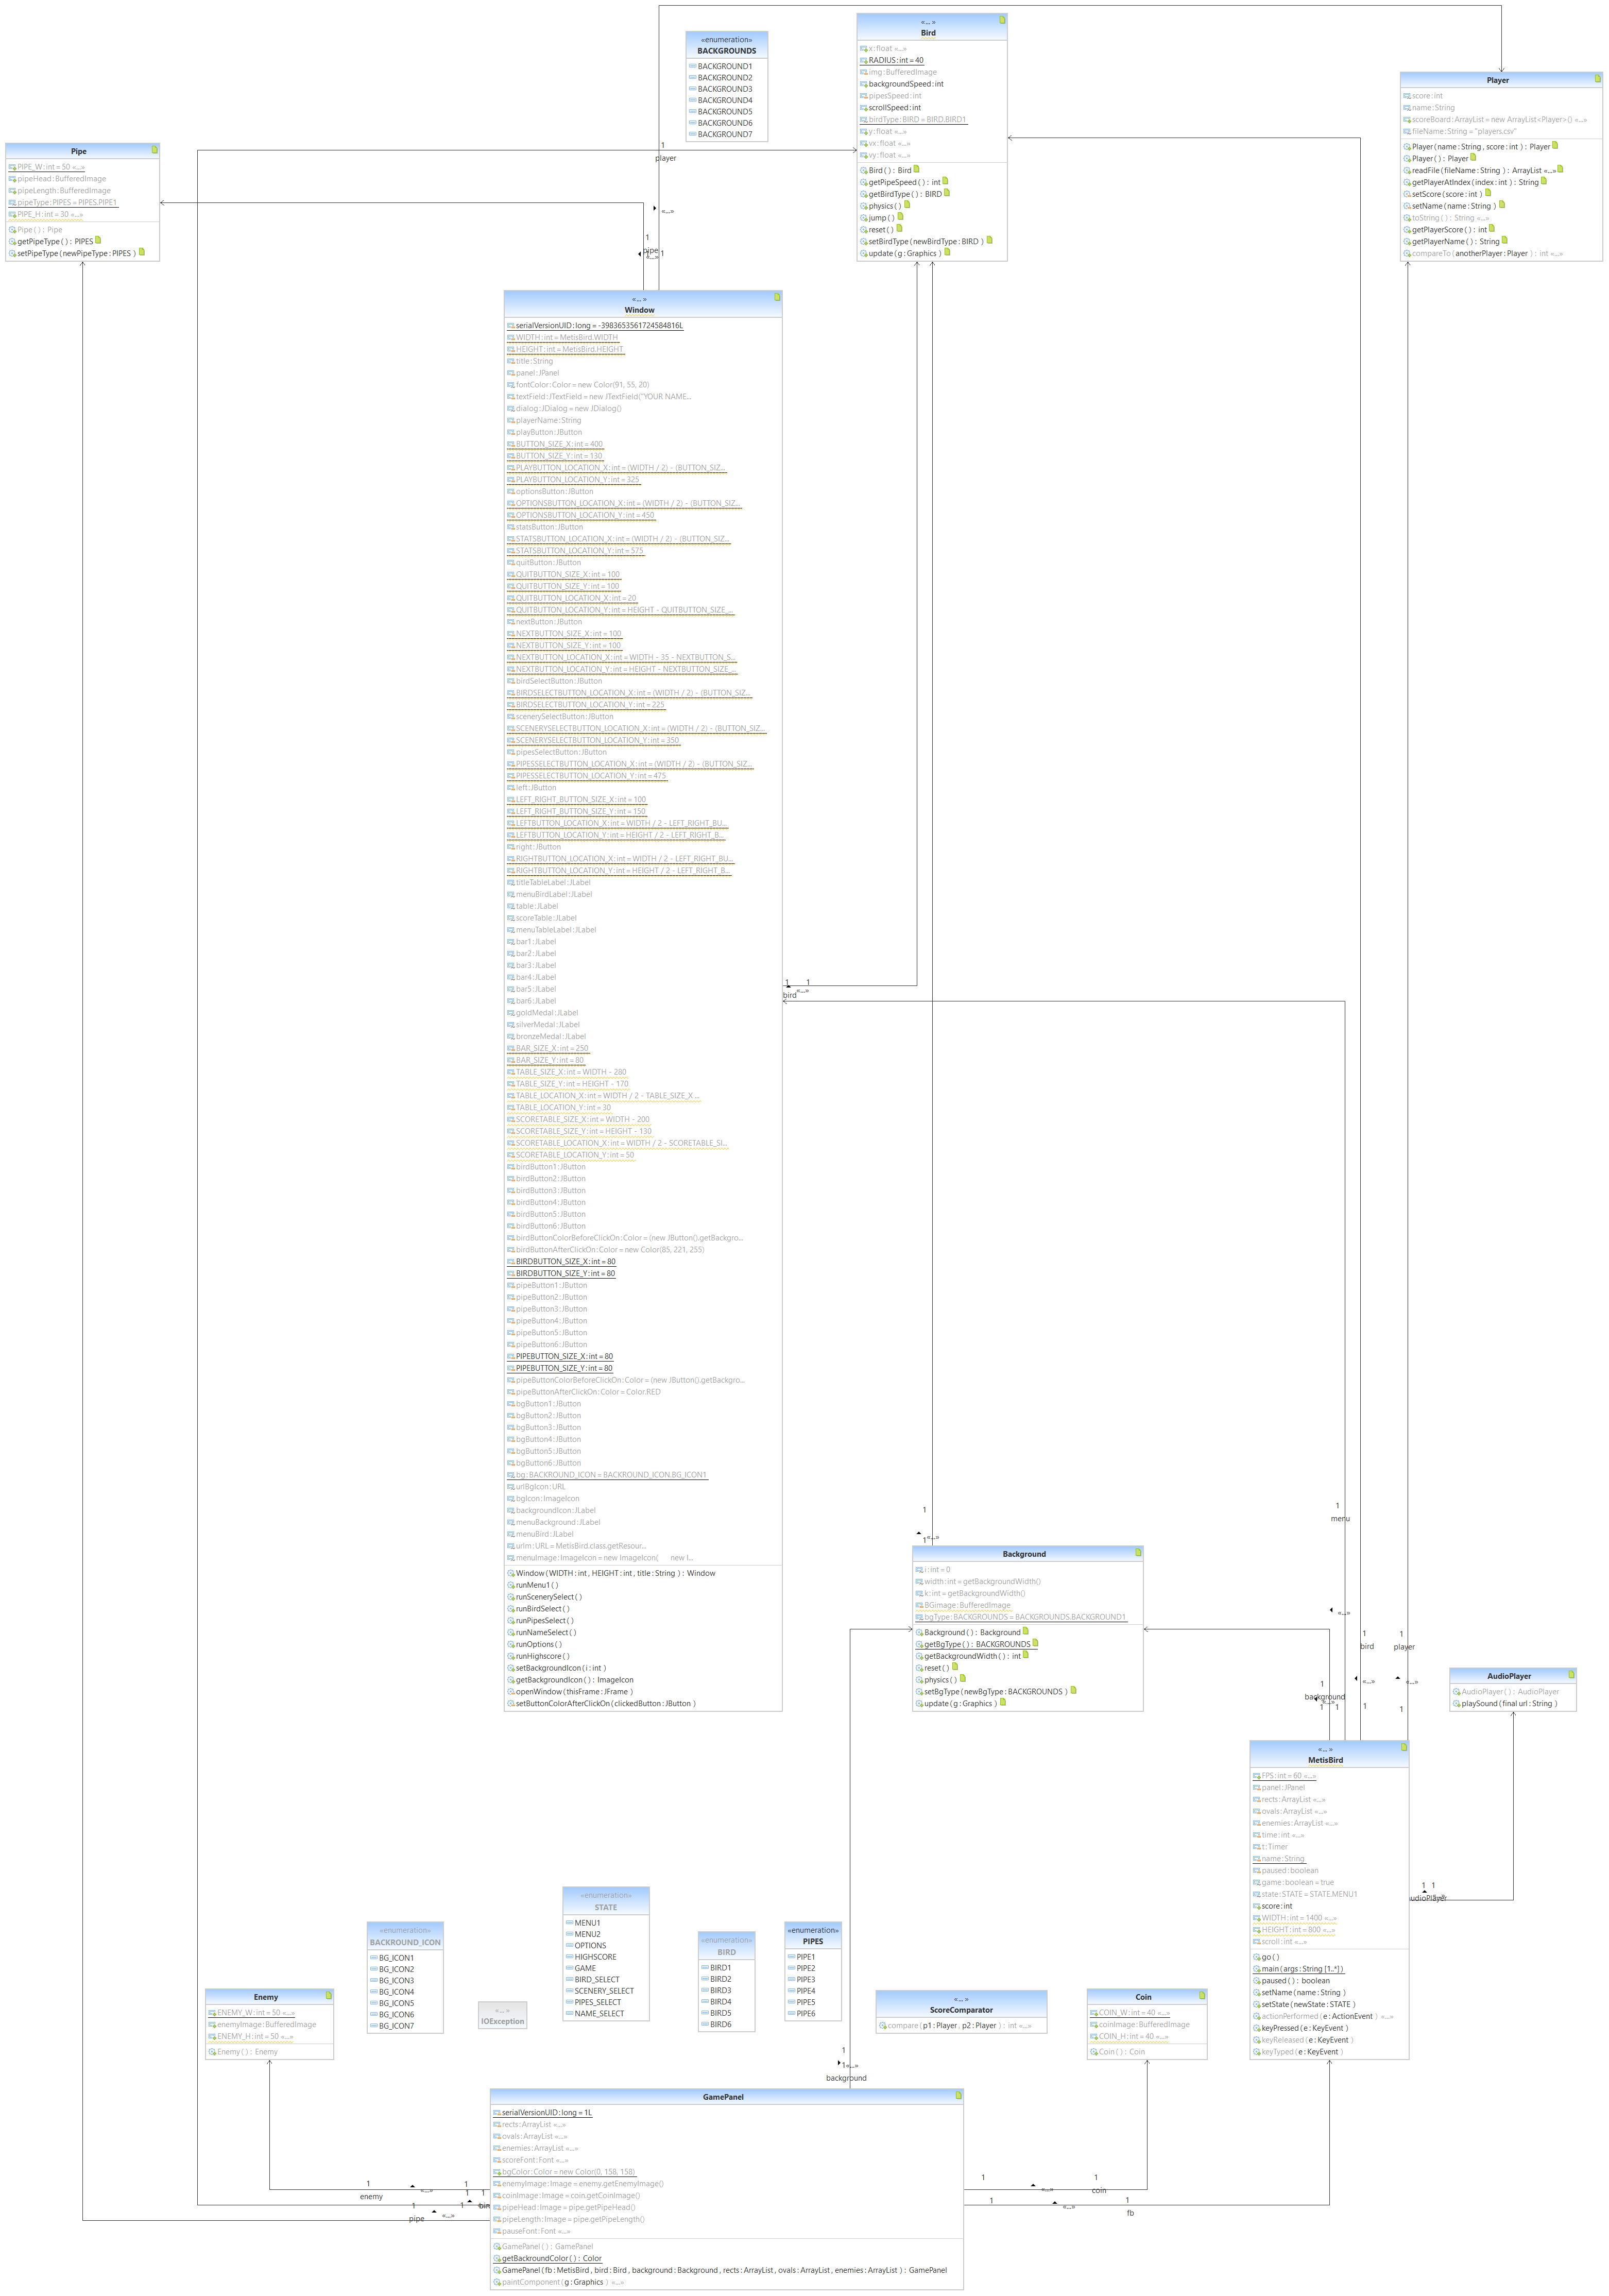 «enumeration»
BACKGROUNDS
BACKGROUND1
BACKGROUND2
BACKGROUND3
BACKGROUND4
BACKGROUND5
BACKGROUND6
BACKGROUND7
«... »
Bird
x:float «...»
RADIUS:int = 40
img:BufferedImage
backgroundSpeed:int
pipesSpeed:int
scrollSpeed:int
birdType:BIRD = BIRD.BIRD1
y:float «...»
vx:float «...»
vy:float «...»
Bird ( ) : Bird
getPipeSpeed ( ) : int
getBirdType ( ) : BIRD
physics ( )
jump ( )
reset ( )
setBirdType (newBirdType : BIRD )
update (g : Graphics )
Player
score:int
name:String
scoreBoard:ArrayList = new ArrayList<Player>() «...»
fileName:String = "players.csv"
Player (name : String , score : int ) : Player
Player ( ) : Player
readFile (fileName : String ) : ArrayList «...»
getPlayerAtIndex (index : int ) : String
setScore (score : int )
setName (name : String )
toString ( ) : String «...»
getPlayerScore ( ) : int
getPlayerName ( ) : String
compareTo (anotherPlayer : Player ) : int «...»
Pipe
PIPE_W:int = 50 «...»
pipeHead:BufferedImage
pipeLength:BufferedImage
pipeType:PIPES = PIPES.PIPE1
PIPE_H:int = 30 «...»
Pipe ( ) : Pipe
getPipeType ( ) : PIPES
setPipeType (newPipeType : PIPES )
1
player
«...»
1
pipe
«...»
1
«... »
Window
serialVersionUID:long = -3983653561724584816L
WIDTH:int = MetisBird.WIDTH
HEIGHT:int = MetisBird.HEIGHT
title:String
panel:JPanel
fontColor:Color = new Color(91, 55, 20)
textField:JTextField = new JTextField("YOUR NAME...
dialog:JDialog = new JDialog()
playerName:String
playButton:JButton
BUTTON_SIZE_X:int = 400
BUTTON_SIZE_Y:int = 130
PLAYBUTTON_LOCATION_X:int = (WIDTH / 2) - (BUTTON_SIZ...
PLAYBUTTON_LOCATION_Y:int = 325
optionsButton:JButton
OPTIONSBUTTON_LOCATION_X:int = (WIDTH / 2) - (BUTTON_SIZ...
OPTIONSBUTTON_LOCATION_Y:int = 450
statsButton:JButton
STATSBUTTON_LOCATION_X:int = (WIDTH / 2) - (BUTTON_SIZ...
STATSBUTTON_LOCATION_Y:int = 575
quitButton:JButton
QUITBUTTON_SIZE_X:int = 100
QUITBUTTON_SIZE_Y:int = 100
QUITBUTTON_LOCATION_X:int = 20
QUITBUTTON_LOCATION_Y:int = HEIGHT - QUITBUTTON_SIZE_...
nextButton:JButton
NEXTBUTTON_SIZE_X:int = 100
NEXTBUTTON_SIZE_Y:int = 100
NEXTBUTTON_LOCATION_X:int = WIDTH - 35 - NEXTBUTTON_S...
NEXTBUTTON_LOCATION_Y:int = HEIGHT - NEXTBUTTON_SIZE_...
birdSelectButton:JButton
BIRDSELECTBUTTON_LOCATION_X:int = (WIDTH / 2) - (BUTTON_SIZ...
BIRDSELECTBUTTON_LOCATION_Y:int = 225
scenerySelectButton:JButton
SCENERYSELECTBUTTON_LOCATION_X:int = (WIDTH / 2) - (BUTTON_SIZ...
SCENERYSELECTBUTTON_LOCATION_Y:int = 350
pipesSelectButton:JButton
PIPESSELECTBUTTON_LOCATION_X:int = (WIDTH / 2) - (BUTTON_SIZ...
PIPESSELECTBUTTON_LOCATION_Y:int = 475
left:JButton
LEFT_RIGHT_BUTTON_SIZE_X:int = 100
LEFT_RIGHT_BUTTON_SIZE_Y:int = 150
LEFTBUTTON_LOCATION_X:int = WIDTH / 2 - LEFT_RIGHT_BU...
LEFTBUTTON_LOCATION_Y:int = HEIGHT / 2 - LEFT_RIGHT_B...
right:JButton
RIGHTBUTTON_LOCATION_X:int = WIDTH / 2 - LEFT_RIGHT_BU...
RIGHTBUTTON_LOCATION_Y:int = HEIGHT / 2 - LEFT_RIGHT_B...
titleTableLabel:JLabel
menuBirdLabel:JLabel
table:JLabel
scoreTable:JLabel
menuTableLabel:JLabel
bar1:JLabel
bar2:JLabel
bar3:JLabel
bar4:JLabel
bar5:JLabel
bar6:JLabel
goldMedal:JLabel
silverMedal:JLabel
bronzeMedal:JLabel
BAR_SIZE_X:int = 250
BAR_SIZE_Y:int = 80
TABLE_SIZE_X:int = WIDTH - 280
TABLE_SIZE_Y:int = HEIGHT - 170
TABLE_LOCATION_X:int = WIDTH / 2 - TABLE_SIZE_X ...
TABLE_LOCATION_Y:int = 30
SCORETABLE_SIZE_X:int = WIDTH - 200
SCORETABLE_SIZE_Y:int = HEIGHT - 130
SCORETABLE_LOCATION_X:int = WIDTH / 2 - SCORETABLE_SI...
SCORETABLE_LOCATION_Y:int = 50
birdButton1:JButton
birdButton2:JButton
birdButton3:JButton
birdButton4:JButton
birdButton5:JButton
birdButton6:JButton
birdButtonColorBeforeClickOn:Color = (new JButton().getBackgro...
birdButtonAfterClickOn:Color = new Color(85, 221, 255)
BIRDBUTTON_SIZE_X:int = 80
BIRDBUTTON_SIZE_Y:int = 80
pipeButton1:JButton
pipeButton2:JButton
pipeButton3:JButton
pipeButton4:JButton
pipeButton5:JButton
pipeButton6:JButton
PIPEBUTTON_SIZE_X:int = 80
PIPEBUTTON_SIZE_Y:int = 80
pipeButtonColorBeforeClickOn:Color = (new JButton().getBackgro...
pipeButtonAfterClickOn:Color = Color.RED
bgButton1:JButton
bgButton2:JButton
bgButton3:JButton
bgButton4:JButton
bgButton5:JButton
bgButton6:JButton
bg:BACKROUND_ICON = BACKROUND_ICON.BG_ICON1
urlBgIcon:URL
bgIcon:ImageIcon
backgroundIcon:JLabel
menuBackground:JLabel
menuBird:JLabel
urlm:URL = MetisBird.class.getResour...
menuImage:ImageIcon = new ImageIcon( new I...
Window (WIDTH : int , HEIGHT : int , title : String ) : Window
runMenu1 ( )
runScenerySelect ( )
runBirdSelect ( )
runPipesSelect ( )
runNameSelect ( )
runOptions ( )
runHighscore ( )
setBackgroundIcon (i : int )
getBackgroundIcon ( ) : ImageIcon
openWindow (thisFrame : JFrame )
setButtonColorAfterClickOn (clickedButton : JButton )
1 1
«...»
bird
1
menu
«...»
1
1 «...»
Background
i:int = 0
width:int = getBackgroundWidth()
k:int = getBackgroundWidth()
BGimage:BufferedImage
bgType:BACKGROUNDS = BACKGROUNDS.BACKGROUND1
Background ( ) : Background
getBgType ( ) : BACKGROUNDS
getBackgroundWidth ( ) : int
reset ( )
physics ( )
setBgType (newBgType : BACKGROUNDS )
update (g : Graphics )
1 1
bird player
«...» «...»
1
background
«...»
1 1 1 1
AudioPlayer
AudioPlayer ( ) : AudioPlayer
playSound (final url : String )
«... »
MetisBird
FPS:int = 60 «...»
panel:JPanel
rects:ArrayList «...»
ovals:ArrayList «...»
enemies:ArrayList «...»
time:int «...»
t:Timer
name:String
paused:boolean
game:boolean = true
state:STATE = STATE.MENU1
score:int
WIDTH:int = 1400 «...»
HEIGHT:int = 800 «...»
scroll:int «...»
go ( )
main (args : String [1..*] )
paused ( ) : boolean
setName (name : String )
setState (newState : STATE )
actionPerformed (e : ActionEvent ) «...»
keyPressed (e : KeyEvent )
keyReleased (e : KeyEvent )
keyTyped (e : KeyEvent )
1 1
audioPlayer
«enumeration»
BACKROUND_ICON
BG_ICON1
BG_ICON2
BG_ICON3
BG_ICON4
BG_ICON5
BG_ICON6
BG_ICON7
«enumeration»
STATE
MENU1
MENU2
OPTIONS
HIGHSCORE
GAME
BIRD_SELECT
SCENERY_SELECT
PIPES_SELECT
NAME_SELECT
«enumeration»
BIRD
BIRD1
BIRD2
BIRD3
BIRD4
BIRD5
BIRD6
«enumeration»
PIPES
PIPE1
PIPE2
PIPE3
PIPE4
PIPE5
PIPE6
Enemy
ENEMY_W:int = 50 «...»
enemyImage:BufferedImage
ENEMY_H:int = 50 «...»
Enemy ( ) : Enemy
«... »
IOException
«... »
ScoreComparator
compare (p1 : Player , p2 : Player ) : int «...»
Coin
COIN_W:int = 40 «...»
coinImage:BufferedImage
COIN_H:int = 40 «...»
Coin ( ) : Coin
1
1 «...»
background
GamePanel
serialVersionUID:long = 1L
rects:ArrayList «...»
ovals:ArrayList «...»
enemies:ArrayList «...»
scoreFont:Font «...»
bgColor:Color = new Color(0, 158, 158)
enemyImage:Image = enemy.getEnemyImage()
coinImage:Image = coin.getCoinImage()
pipeHead:Image = pipe.getPipeHead()
pipeLength:Image = pipe.getPipeLength()
pauseFont:Font «...»
GamePanel ( ) : GamePanel
getBackroundColor ( ) : Color
GamePanel (fb : MetisBird , bird : Bird , background : Background , rects : ArrayList , ovals : ArrayList , enemies : ArrayList ) : GamePanel
paintComponent (g : Graphics ) «...»
1 1
enemy «...»
1 1
1 1
pipe «...»
1 1
«...» coin
1 1
«...» fb